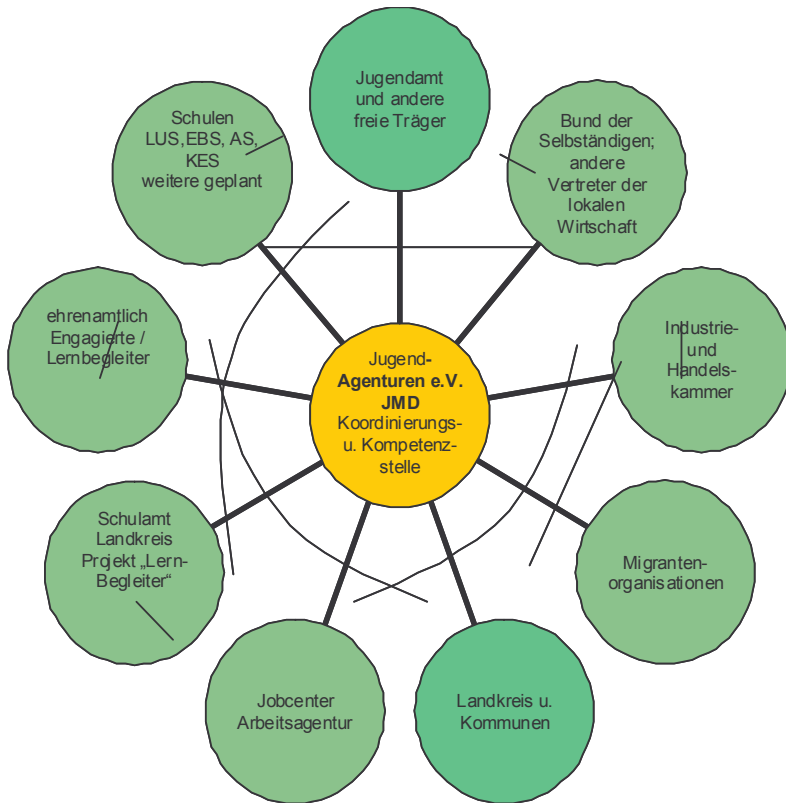 Jugendamt
und andere
freie Träger
Bund der
Selbständigen;
andere
Vertreter der
lokalen
Wirtschaft
Industrie-
und
Handels-
kammer
Migranten-
organisationen
Landkreis u.
Kommunen
Jobcenter
Arbeitsagentur
Schulamt
Landkreis
Projekt „Lern-
Begleiter“
ehrenamtlich
Engagierte /
Lernbegleiter
Schulen
LUS,EBS, AS,
KES
weitere geplant
Jugend-
Agenturen e.V.
JMD
Koordinierungs-
u. Kompetenz-
stelle